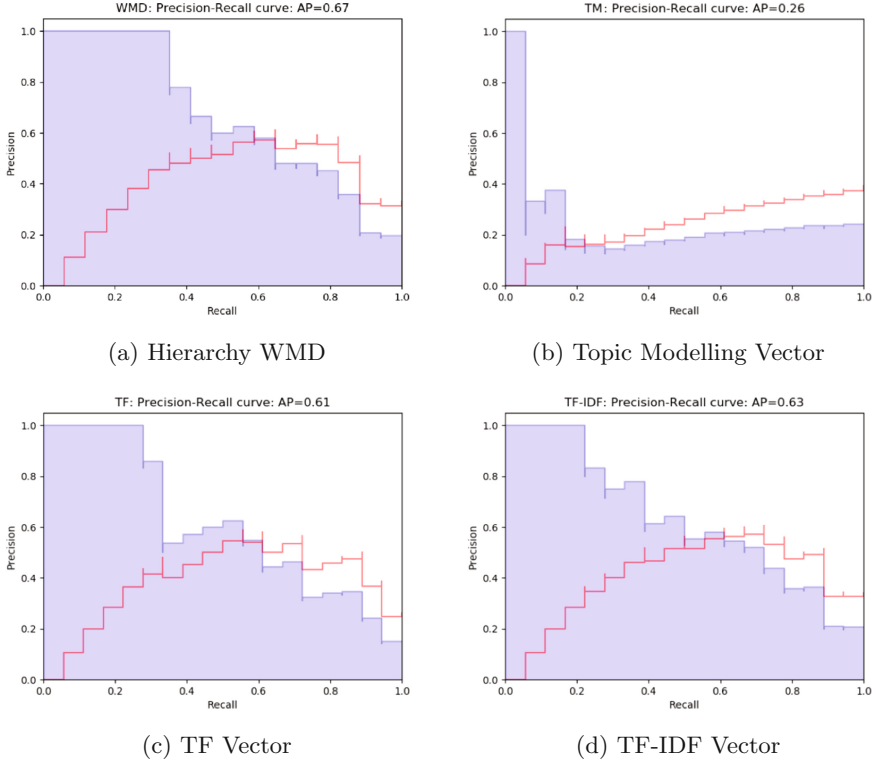 WMD: Precision-Recall curve: AP=0.67
1.0
0.8
0.6
0.4
0.2
0.0
Precision
0.0 0.2 0.4 0.6 0.8 1.0
Recall
(a) Hierarchy WMD
TM: Precision-Recall curve: AP=0.26
1.0
0.8
0.6
0.4
0.2
0.0
Precision
0.0 0.2 0.4 0.6 0.8 1.0
Recall
(b) Topic Modelling Vector
TF: Precision-Recall curve: AP=0.61
1.0
0.8
0.6
0.4
0.2
0.0
Precision
0.0 0.2 0.4 0.6 0.8 1.0
Recall
(c) TF Vector
TF-IDF: Precision-Recall curve: AP=0.63
1.0
0.8
0.6
0.4
0.2
0.0
Precision
0.0 0.2 0.4 0.6 0.8 1.0
Recall
(d) TF-IDF Vector